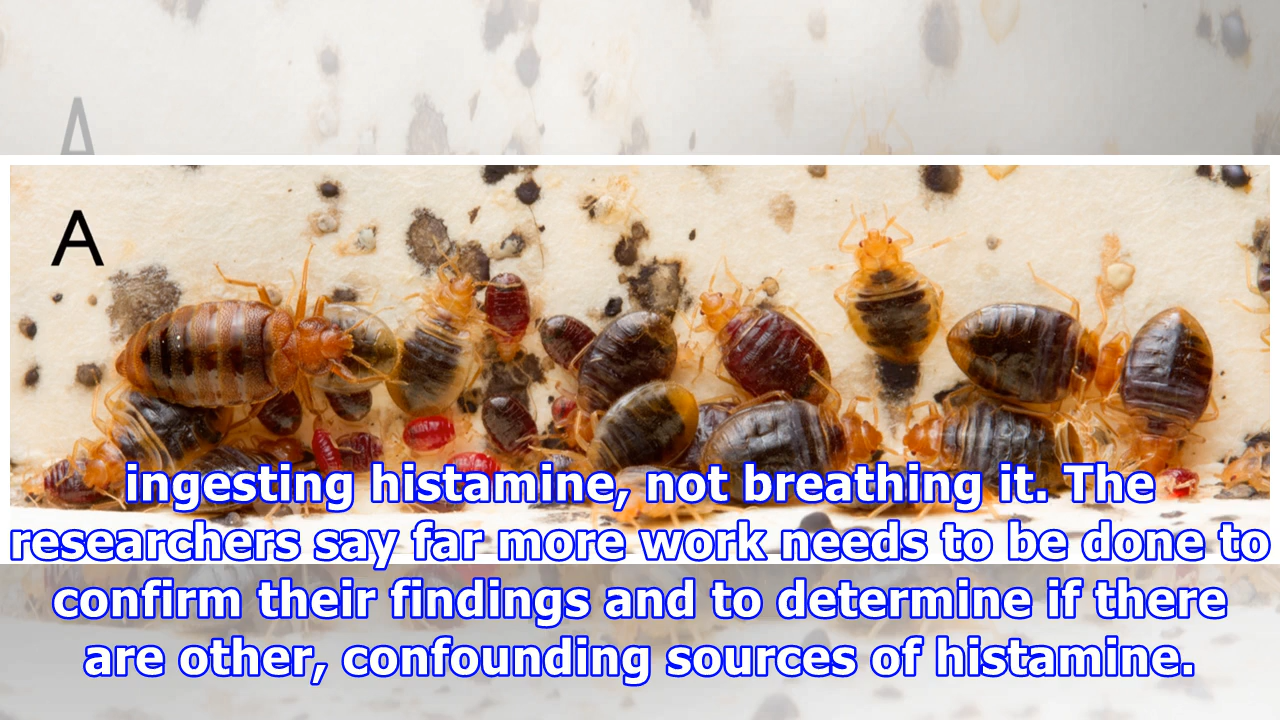 A
A
ingesting histamine, not breathing it. The
researchers say far more work needs to be done to
confirm their findings and to determine if there
are other, confounding sources of histamine.